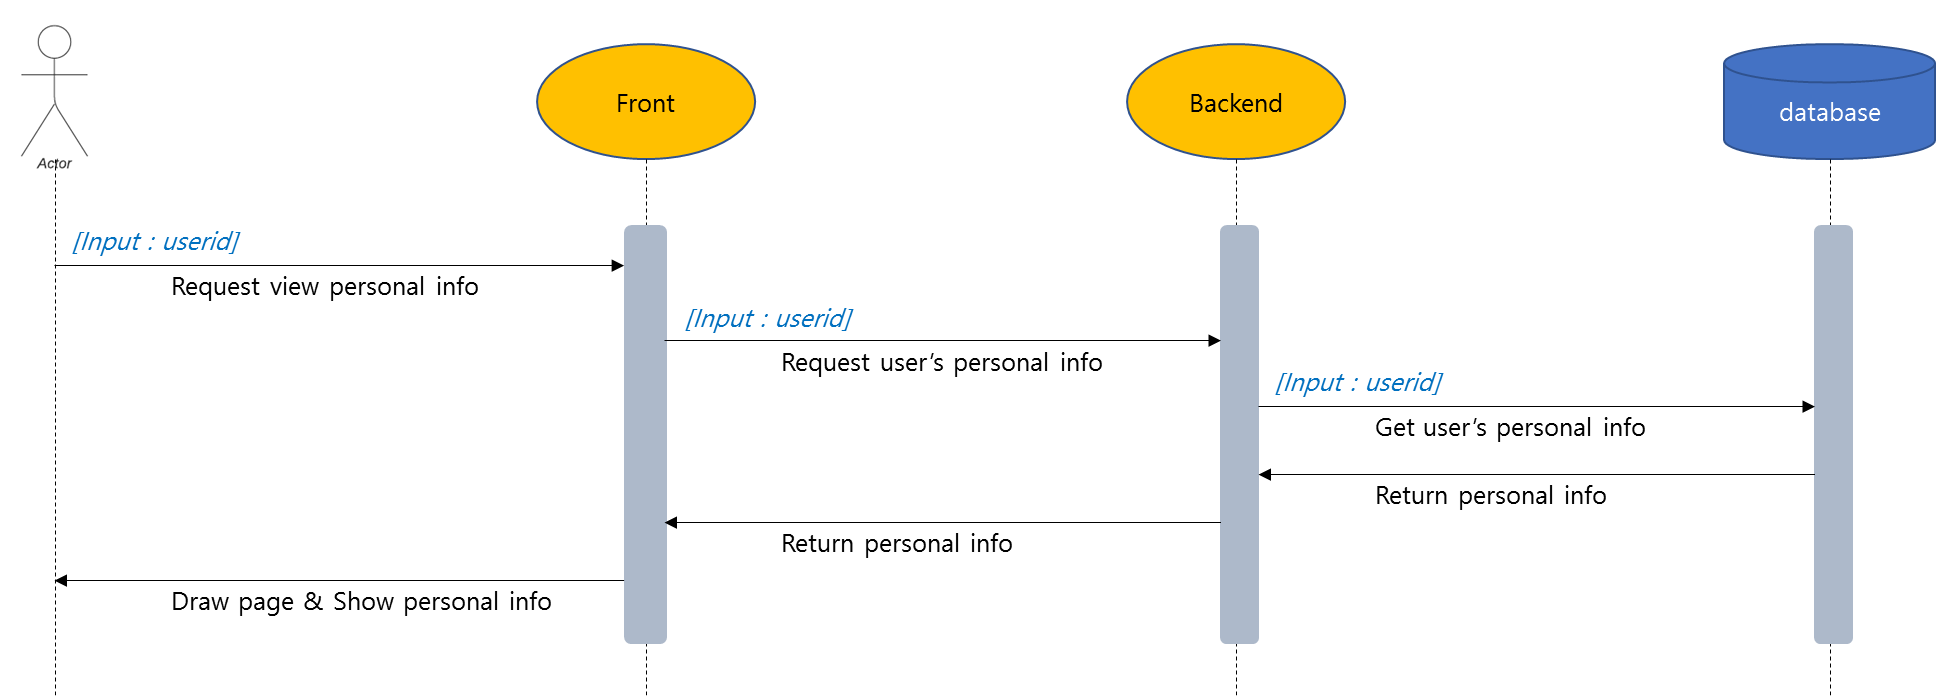 Actor
Front
Backend
database
[Input : userid]
Request view personal info
[Input : userid]
Request user’s personal info
[Input : userid]
Get user’s personal info
Return personal info
Return personal info
Draw page & Show personal info